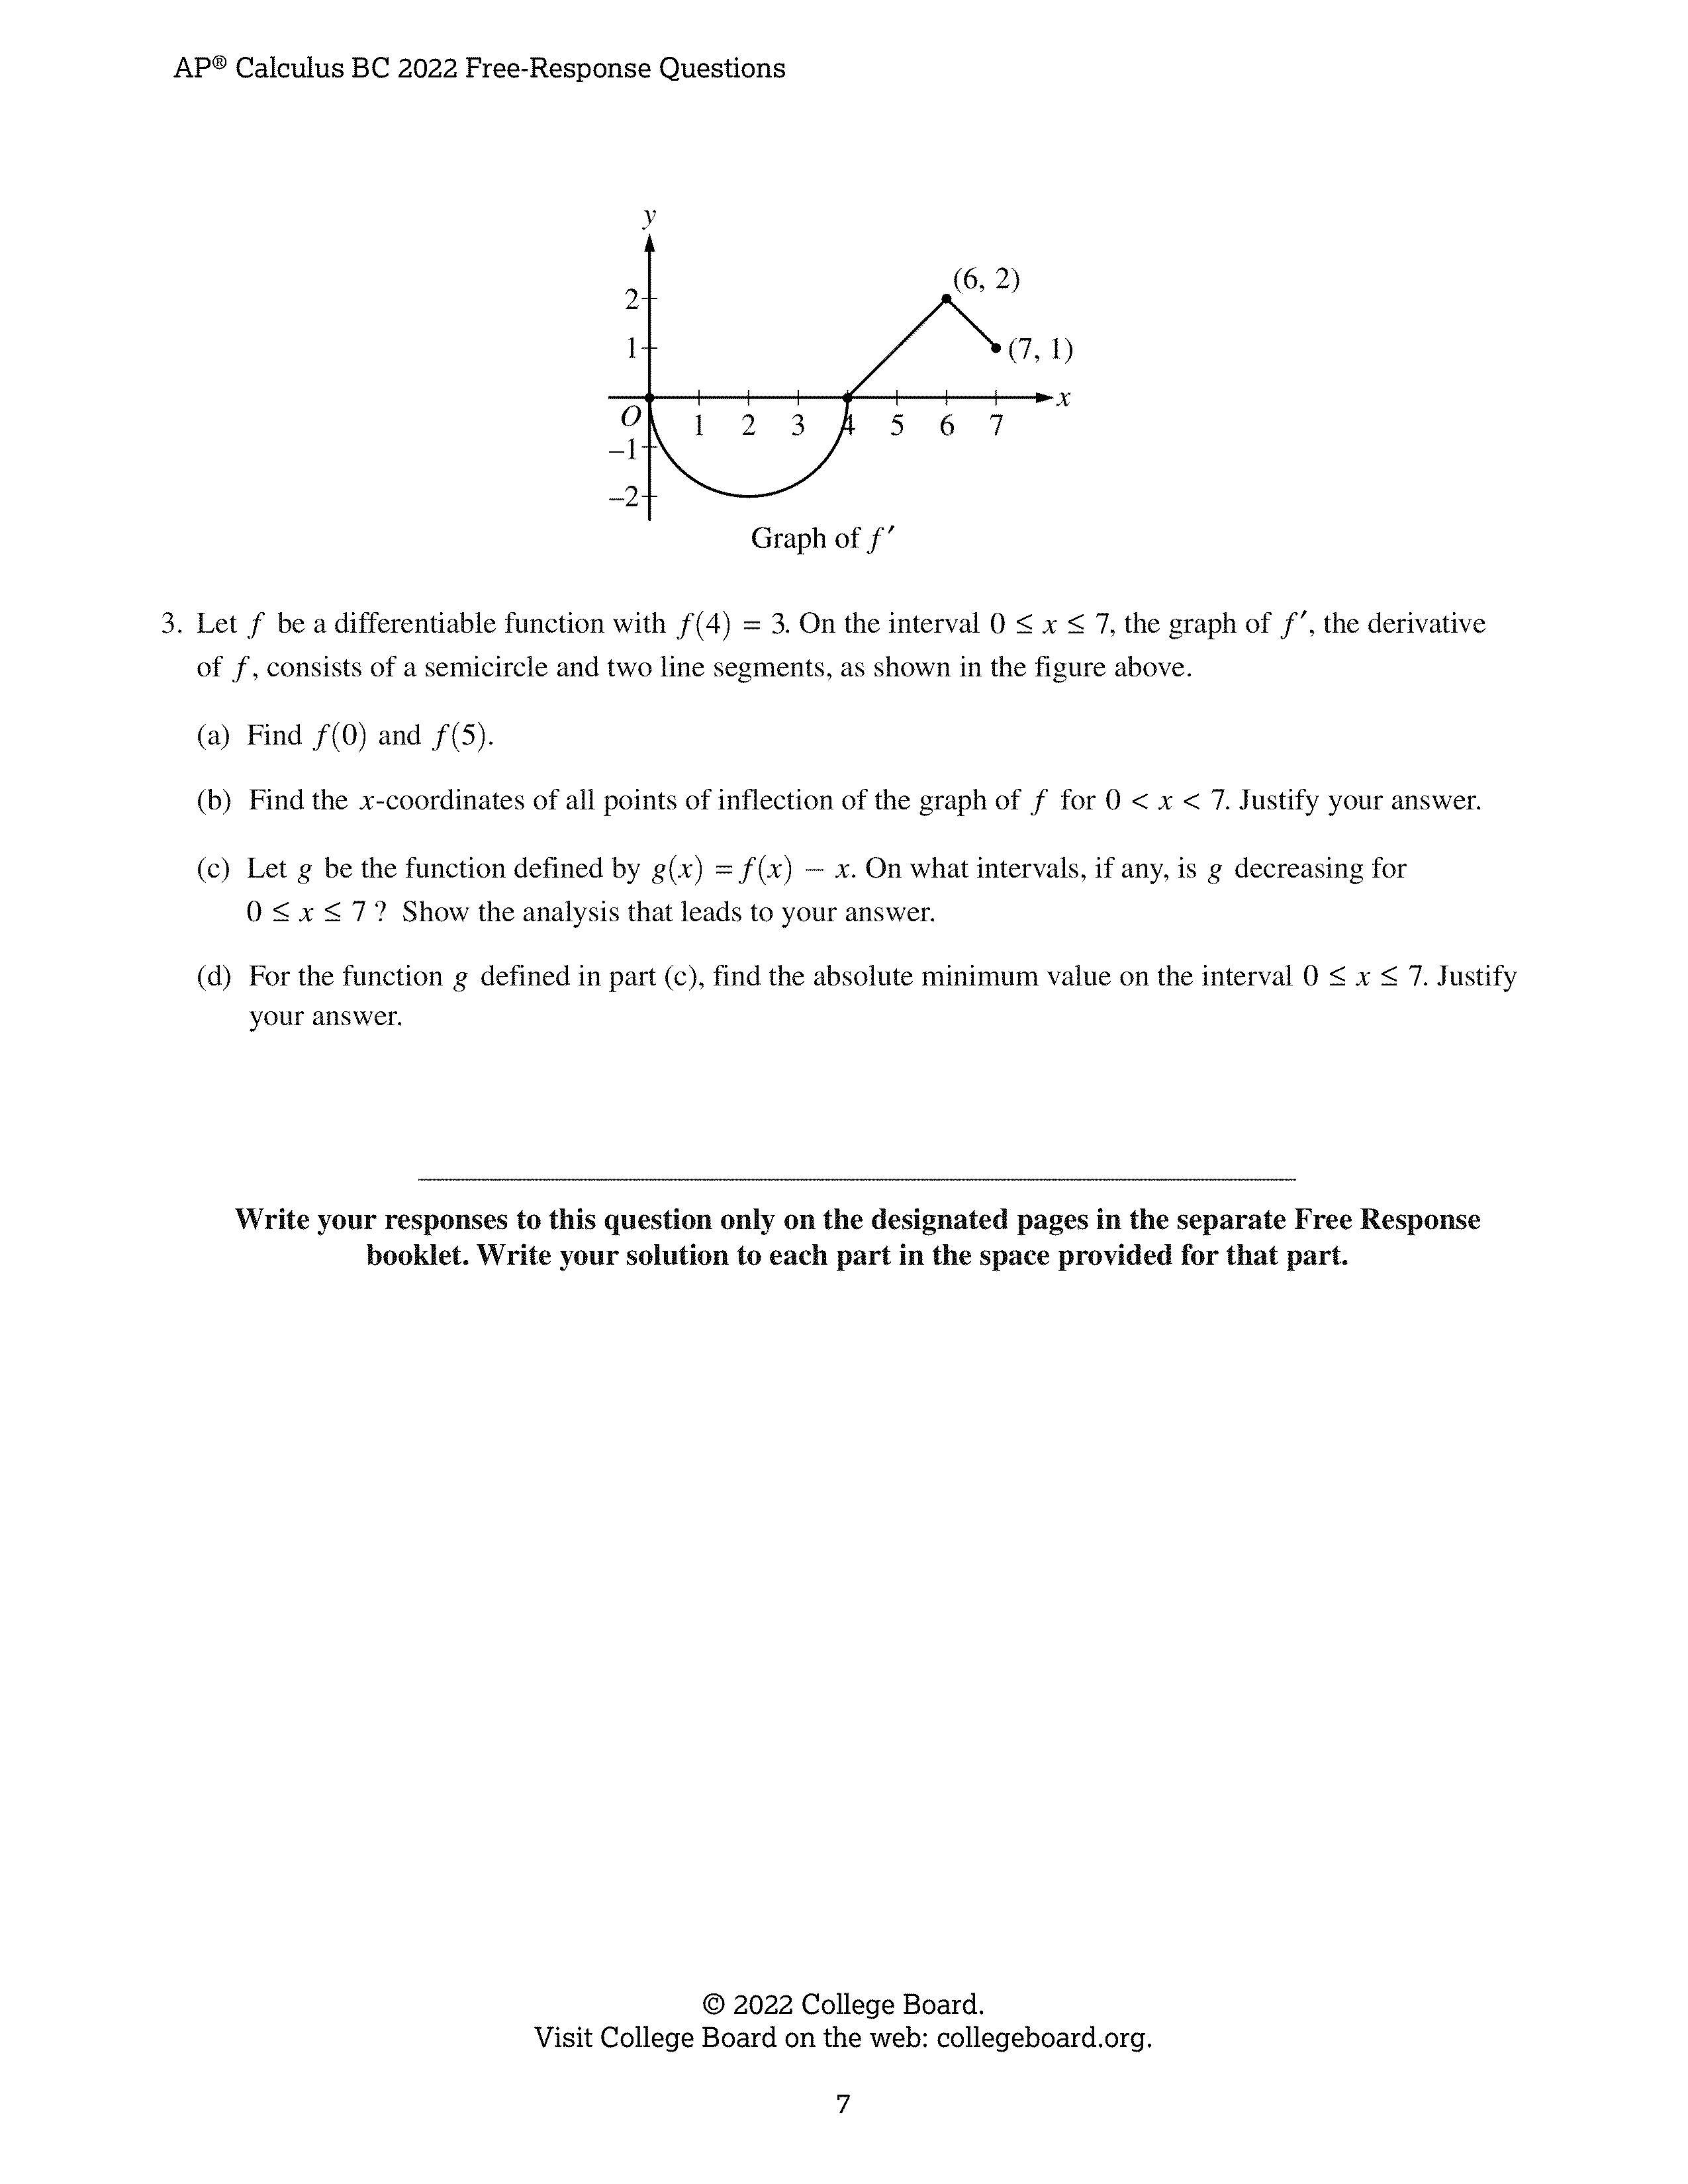 AP® Calculus BC 2022 Free-Response Questions
y
(6, 2)
2
1
(7, 1)
x
O
1 2 3 4 5 6 7
–1
–2
Graph of f′
3. Let f be a differentiable function with f(4) = 3. On the interval 0 ≤ x ≤ 7, the graph of f′, the derivative
of f, consists of a semicircle and two line segments, as shown in the figure above.
(a) Find f(0) and f(5).
(b) Find the x-coordinates of all points of inflection of the graph of f for 0 < x < 7. Justify your answer.
(c) Let g be the function defined by g(x) = f(x) − x. On what intervals, if any, is g decreasing for
0 ≤ x ≤ 7 ? Show the analysis that leads to your answer.
(d) For the function g defined in part (c), find the absolute minimum value on the interval 0 ≤ x ≤ 7. Justify
your answer.
Write your responses to this question only on the designated pages in the separate Free Response
booklet. Write your solution to each part in the space provided for that part.
© 2022 College Board.
Visit College Board on the web: collegeboard.org.
7